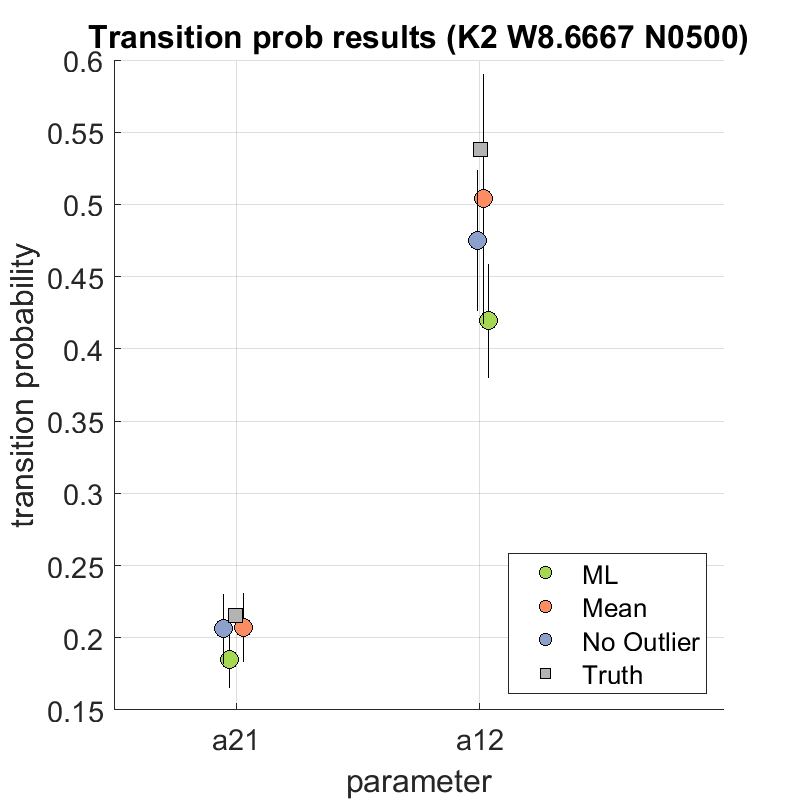 Transition prob results (K2 W8.6667 N0500)
0.6
0.55
0.5
0.45
0.4
0.35
0.3
0.25
0.2
0.15
transition probability
a21
a12
parameter
ML
Mean
No Outlier
Truth